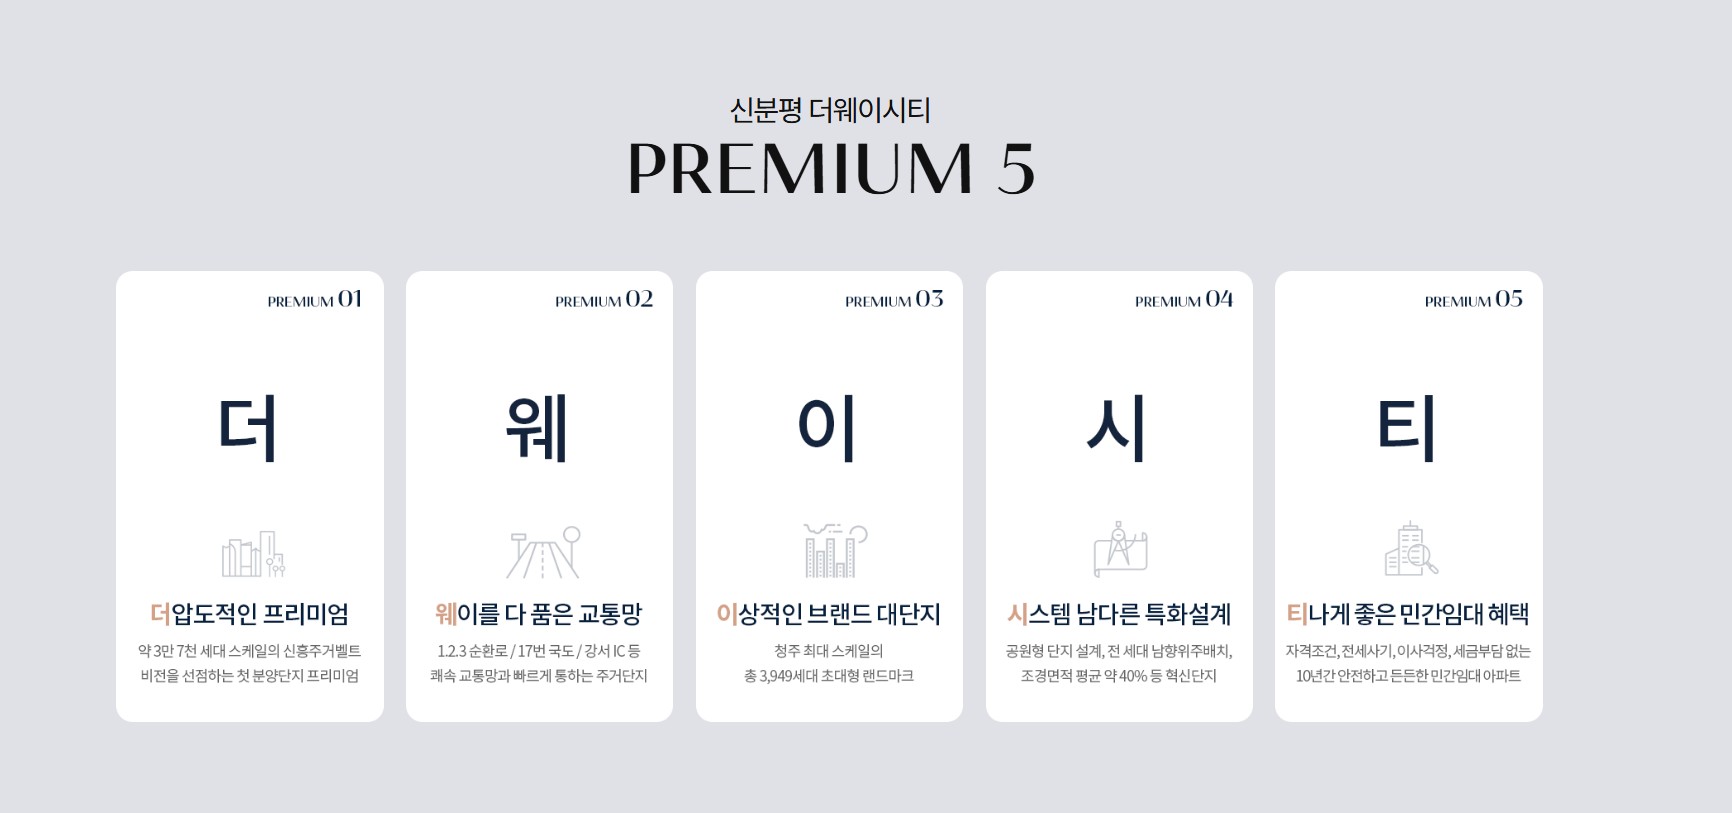 신분평 더웨이시티
PREMIUM 5
PREMIUM 01
더
더압도적인 프리미엄
약 3만 7천 세대 스케일의 신흥주거벨트
비전을 선점하는 첫 분양단지 프리미엄
PREMIUM 02
웨
웨이를 다 품은 교통망
1.2.3 순환로 / 17번 국도 / 강서 IC 등
쾌속 교통망과 빠르게 통하는 주거단지
PREMIUM 03
이
이상적인 브랜드 대단지
청주 최대 스케일의
총 3,949세대 초대형 랜드마크
PREMIUM 04
시
시스템 남다른 특화설계
공원형 단지 설계, 전 세대 남향위주배치,
조경면적 평균 약 40% 등 혁신단지
PREMIUM 05
티
티나게 좋은 민간임대 혜택
자격조건, 전세사기, 이사걱정, 세금부담 없는
10년간 안전하고 든든한 민간임대 아파트